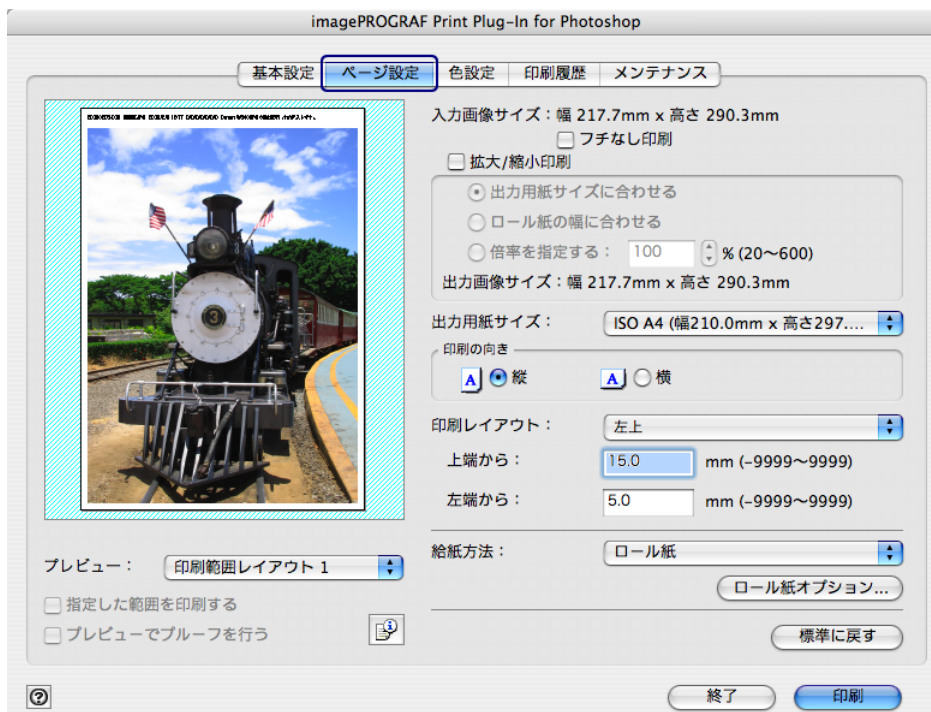 imagePROGRAF Print Plug-In for Photoshop
基本設定 ページ設定 色設定 印刷履歴 メンテナンス
入力画像サイズ：幅 217.7mm x 高さ 290.3mm
フチなし印刷
拡大/縮小印刷
出力用紙サイズに合わせる
ロール紙の幅に合わせる
倍率を指定する： 100 % (20～600)
出力画像サイズ：幅 217.7mm x 高さ 290.3mm
出力用紙サイズ： ISO A4 (幅210.0mm x 高さ297....
印刷の向き
A 縦 A 横
印刷レイアウト： 左上
上端から： 15.0 mm (-9999～9999)
左端から： 5.0 mm (-9999～9999)
給紙方法： ロール紙
ロール紙オプション...
標準に戻す
3
3
プレビュー： 印刷範囲レイアウト 1
指定した範囲を印刷する
プレビューでプルーフを行う
? 終了 印刷